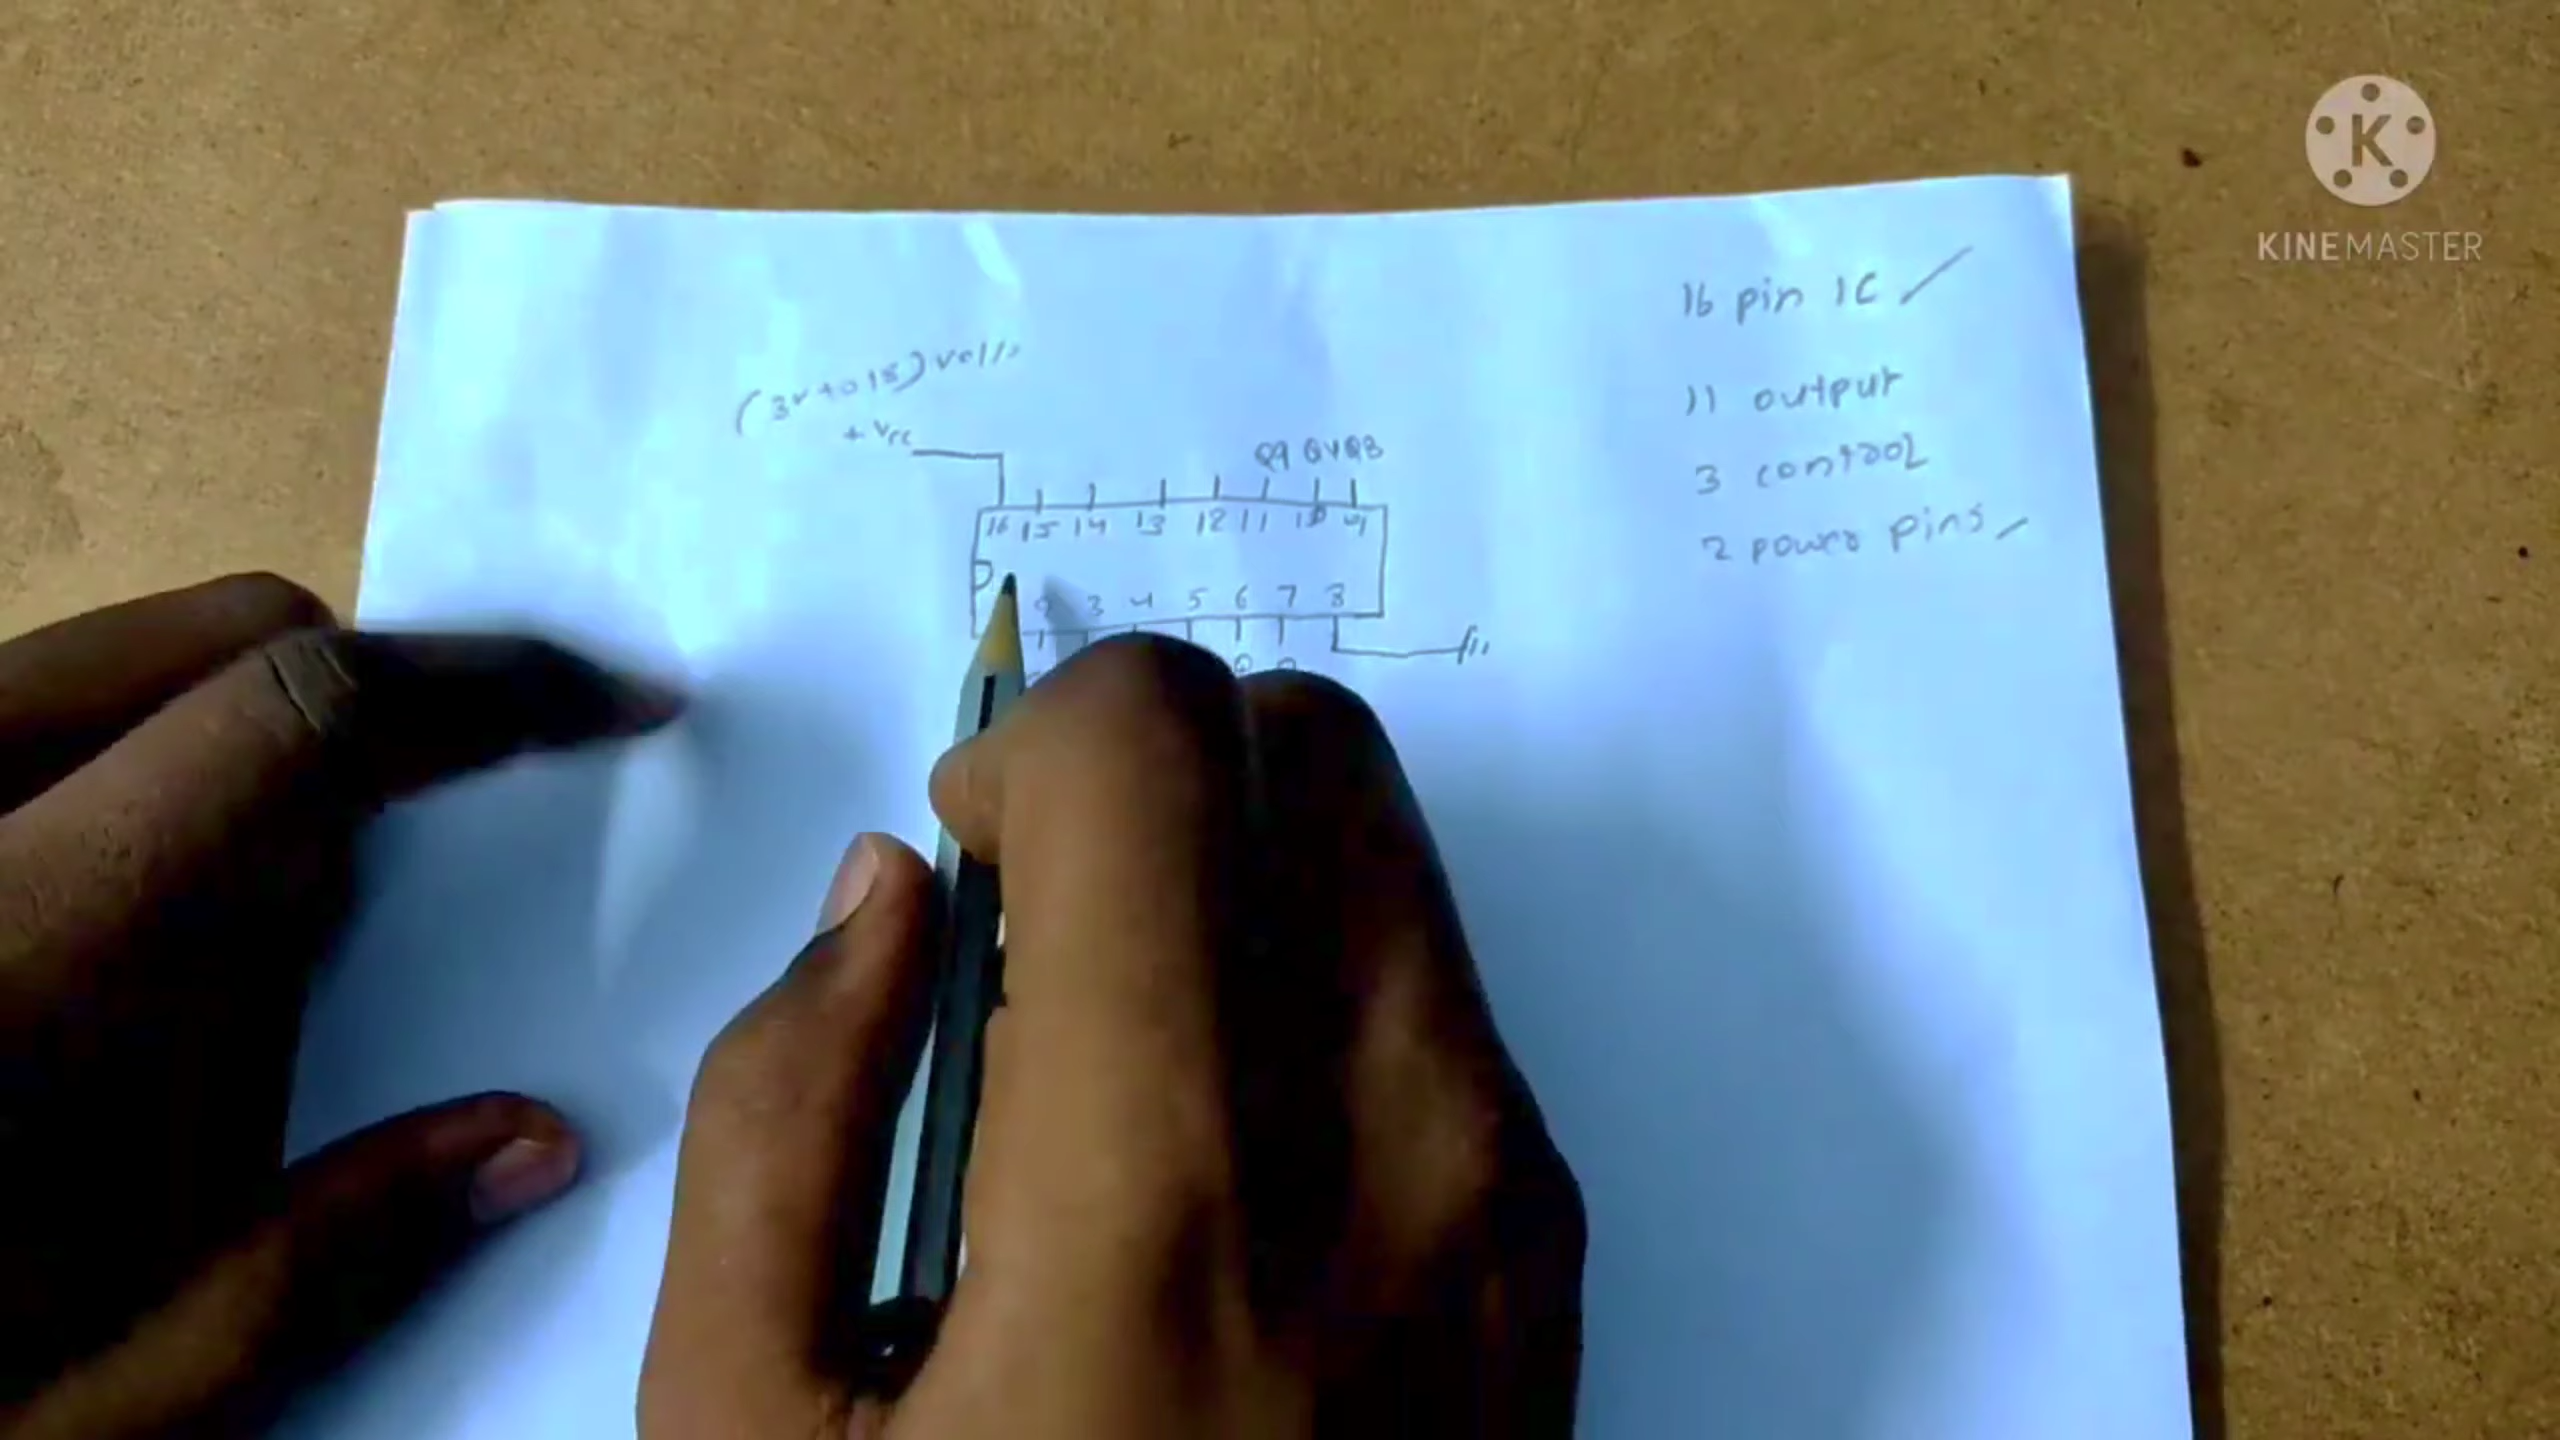 16 pin IC
(3v to 18) volts
11 output
+Vcc
Q9 Q4 Q8
3 control
16 15 14 13 12 11 10 9
2 power pins
2 3 4 5 6 7 8
Q Q
K
KINEMASTER